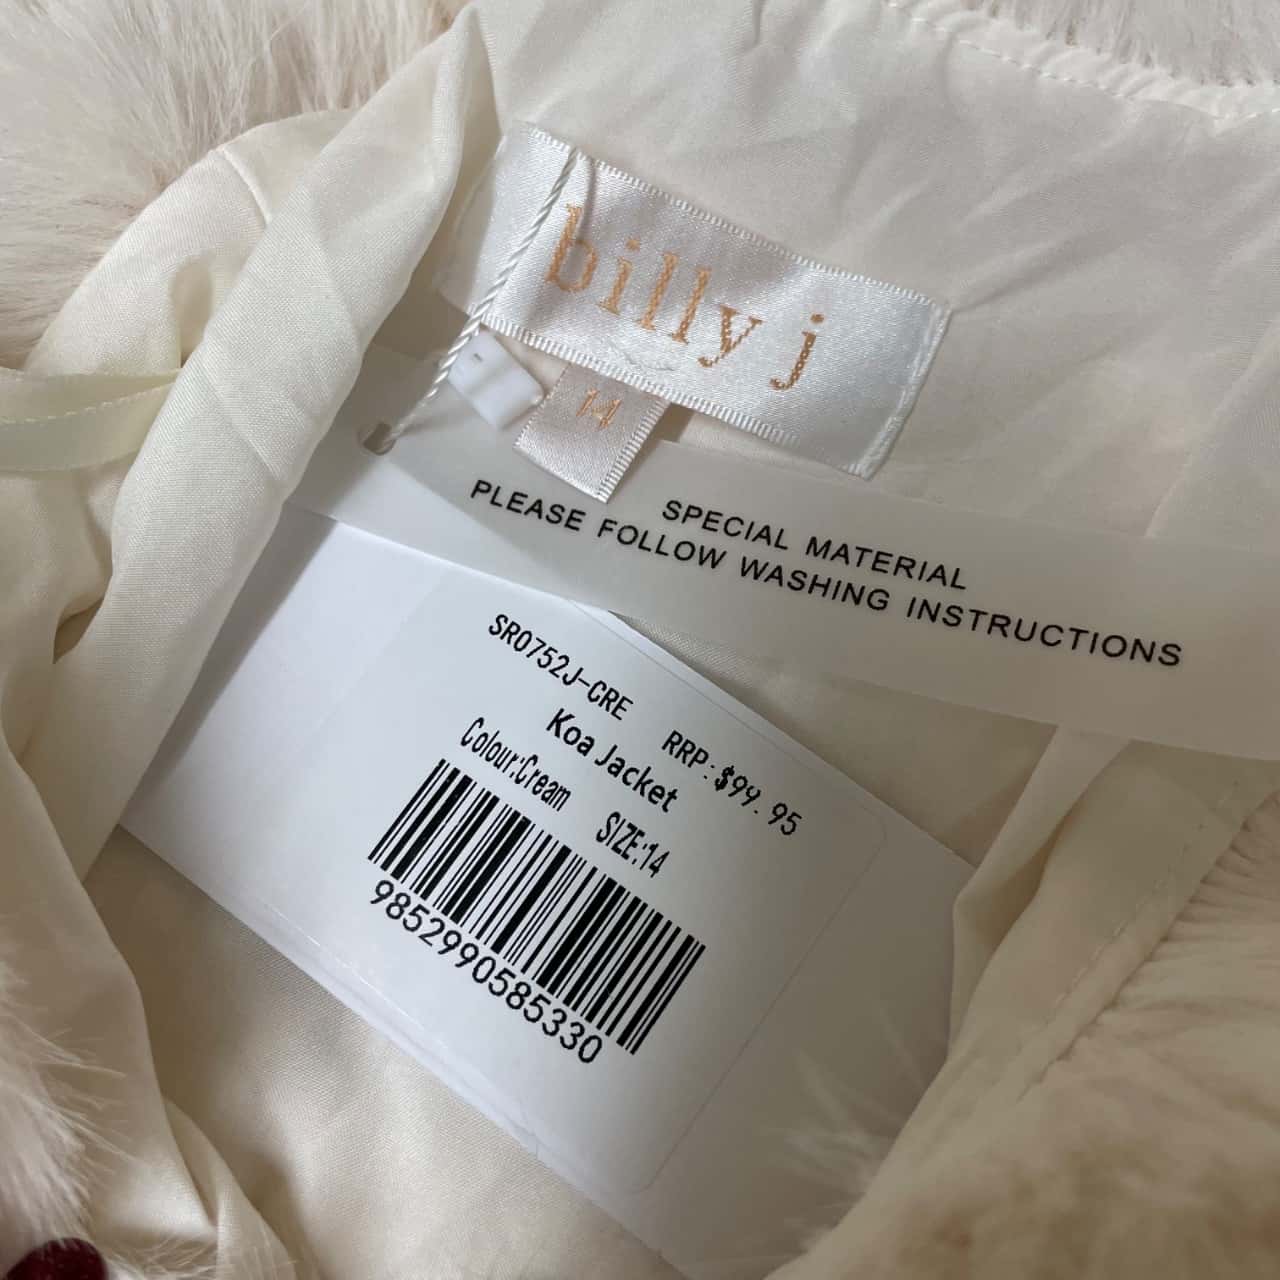 billy j
14
SPECIAL MATERIAL
PLEASE FOLLOW WASHING INSTRUCTIONS
SR0752J-CRE RRP: $99.95
Koa Jacket
Colour:Cream SIZE:14
9852990585330